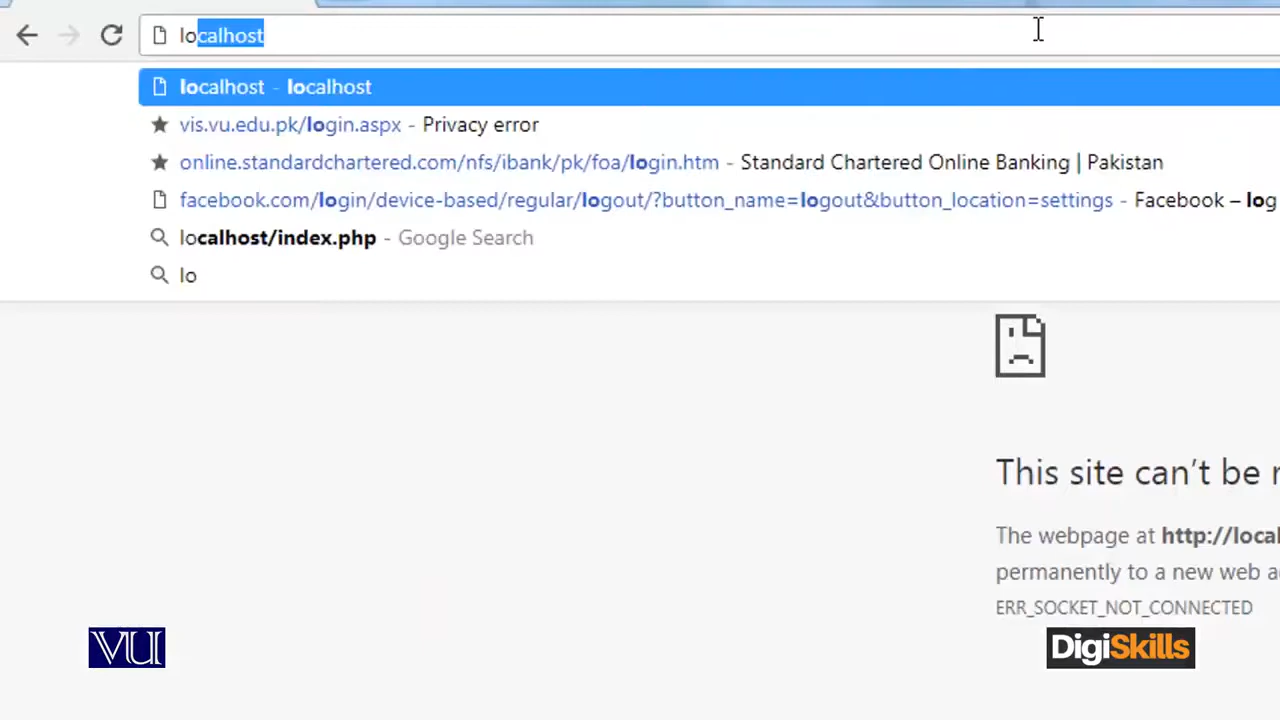 localhost
localhost - localhost
vis.vu.edu.pk/login.aspx - Privacy error
online.standardchartered.com/nfs/ibank/pk/foa/login.htm - Standard Chartered Online Banking | Pakistan
facebook.com/login/device-based/regular/logout/?button_name=logout&button_location=settings - Facebook – log
localhost/index.php - Google Search
lo
This site can't be
The webpage at http://local
permanently to a new web a
ERR_SOCKET_NOT_CONNECTED
VU
DigiSkills